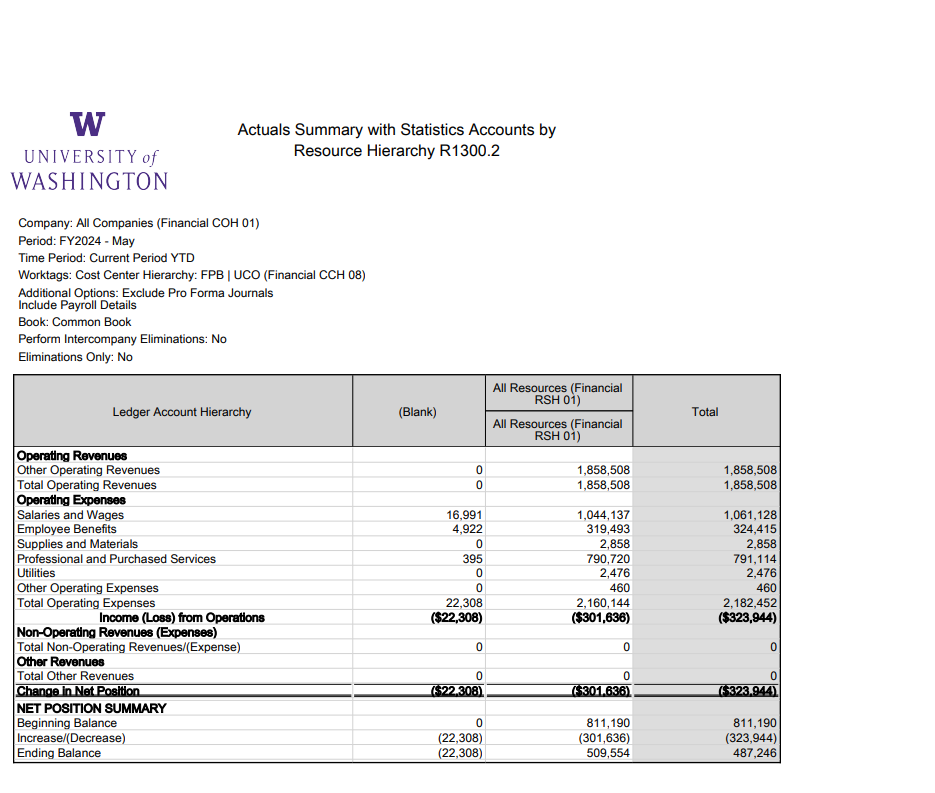 W
UNIVERSITY of
WASHINGTON
Actuals Summary with Statistics Accounts by
Resource Hierarchy R1300.2
Company: All Companies (Financial COH 01)
Period: FY2024 - May
Time Period: Current Period YTD
Worktags: Cost Center Hierarchy: FPB | UCO (Financial CCH 08)
Additional Options: Exclude Pro Forma Journals
Include Payroll Details
Book: Common Book
Perform Intercompany Eliminations: No
Eliminations Only: No
Ledger Account Hierarchy (Blank) All Resources (Financial RSH 01) Total
All Resources (Financial RSH 01)
Operating Revenues
Other Operating Revenues 0 1,858,508 1,858,508
Total Operating Revenues 0 1,858,508 1,858,508
Operating Expenses
Salaries and Wages 16,991 1,044,137 1,061,128
Employee Benefits 4,922 319,493 324,415
Supplies and Materials 0 2,858 2,858
Professional and Purchased Services 395 790,720 791,114
Utilities 0 2,476 2,476
Other Operating Expenses 0 460 460
Total Operating Expenses 22,308 2,160,144 2,182,452
Income (Loss) from Operations ($22,308) ($301,636) ($323,944)
Non-Operating Revenues (Expenses)
Total Non-Operating Revenues/(Expense) 0 0 0
Other Revenues
Total Other Revenues 0 0 0
Change in Net Position ($22,308) ($301,636) ($323,944)
NET POSITION SUMMARY
Beginning Balance 0 811,190 811,190
Increase/(Decrease) (22,308) (301,636) (323,944)
Ending Balance (22,308) 509,554 487,246